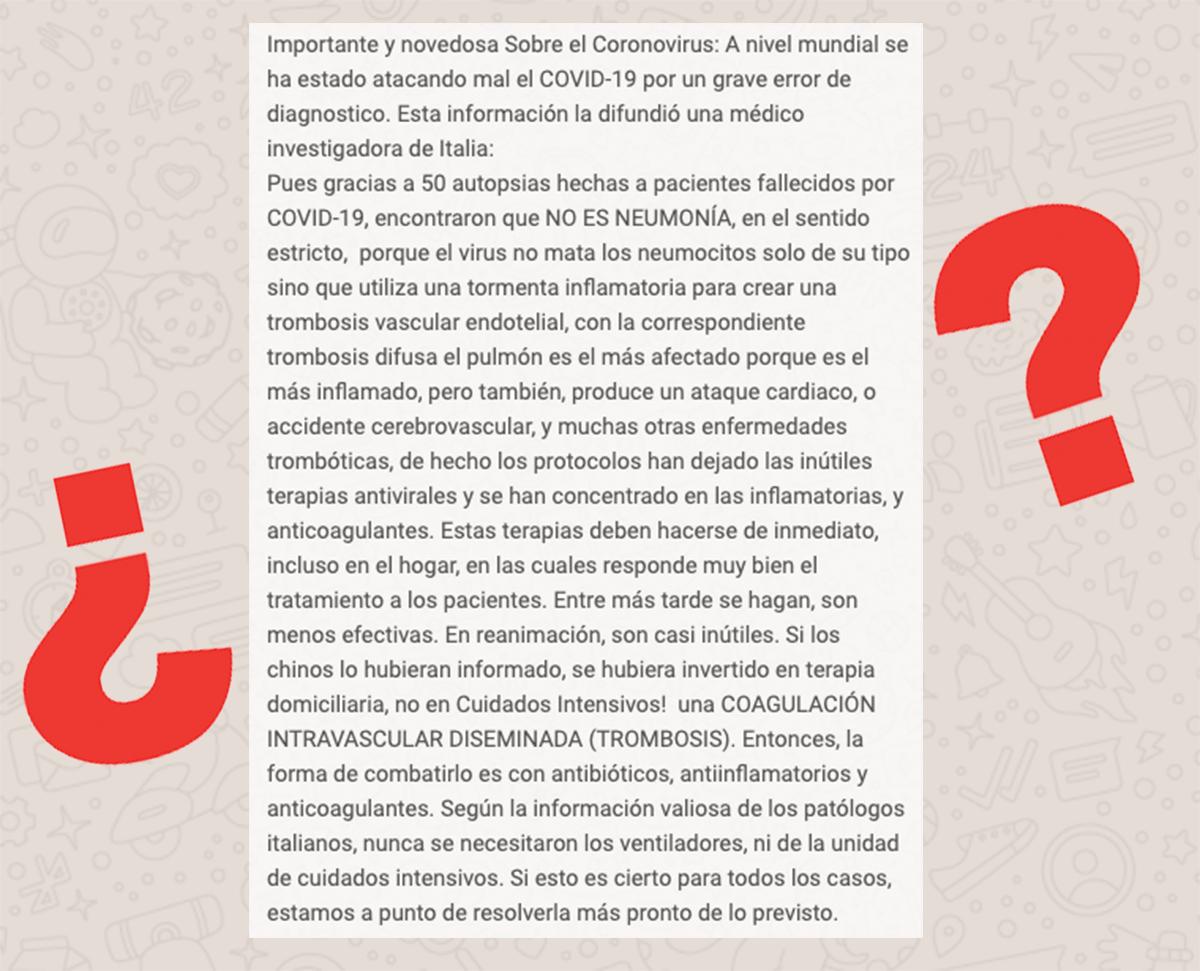 Importante y novedosa Sobre el Coronovirus: A nivel mundial se
ha estado atacando mal el COVID-19 por un grave error de
diagnostico. Esta información la difundió una médico
investigadora de Italia:
Pues gracias a 50 autopsias hechas a pacientes fallecidos por
COVID-19, encontraron que NO ES NEUMONÍA, en el sentido
estricto,  porque el virus no mata los neumocitos solo de su tipo
sino que utiliza una tormenta inflamatoria para crear una
trombosis vascular endotelial, con la correspondiente
trombosis difusa el pulmón es el más afectado porque es el
más inflamado, pero también, produce un ataque cardiaco, o
accidente cerebrovascular, y muchas otras enfermedades
trombóticas, de hecho los protocolos han dejado las inútiles
terapias antivirales y se han concentrado en las inflamatorias, y
anticoagulantes. Estas terapias deben hacerse de inmediato,
incluso en el hogar, en las cuales responde muy bien el
tratamiento a los pacientes. Entre más tarde se hagan, son
menos efectivas. En reanimación, son casi inútiles. Si los
chinos lo hubieran informado, se hubiera invertido en terapia
domiciliaria, no en Cuidados Intensivos!  una COAGULACIÓN
INTRAVASCULAR DISEMINADA (TROMBOSIS). Entonces, la
forma de combatirlo es con antibióticos, antiinflamatorios y
anticoagulantes. Según la información valiosa de los patólogos
italianos, nunca se necesitaron los ventiladores, ni de la unidad
de cuidados intensivos. Si esto es cierto para todos los casos,
estamos a punto de resolverla más pronto de lo previsto.
¿
?
42
24